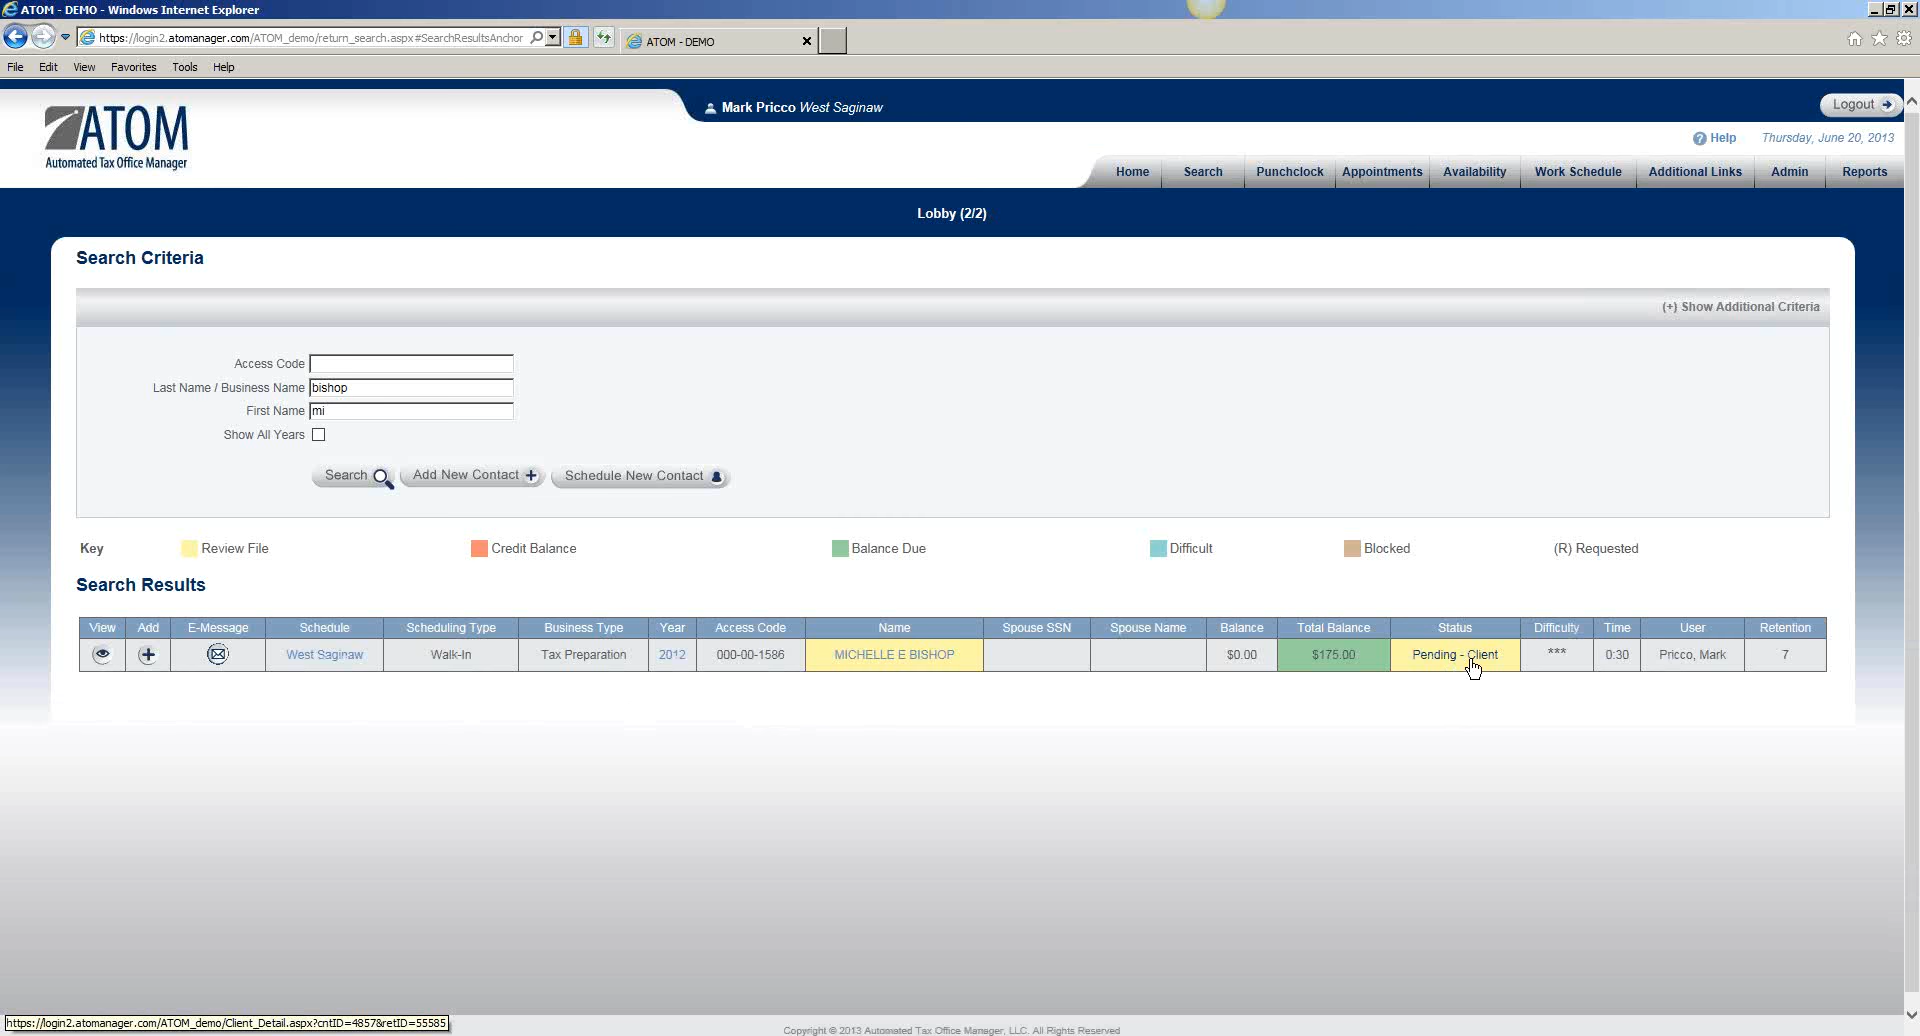 ATOM - DEMO - Windows Internet Explorer
https://login2.atomanager.com/ATOM_demo/return_search.aspx#SearchResultsAnchor
ATOM - DEMO
File Edit View Favorites Tools Help
Mark Pricco West Saginaw
Logout
ATOM
Automated Tax Office Manager
Help Thursday, June 20, 2013
Home Search Punchclock Appointments Availability Work Schedule Additional Links Admin Reports
Lobby (2/2)
Search Criteria
(+) Show Additional Criteria
Access Code
Last Name / Business Name bishop
First Name mi
Show All Years
Search Add New Contact Schedule New Contact
Key Review File Credit Balance Balance Due Difficult Blocked (R) Requested
Search Results
View Add E-Message Schedule Scheduling Type Business Type Year Access Code Name Spouse SSN Spouse Name Balance Total Balance Status Difficulty Time User Retention
West Saginaw Walk-In Tax Preparation 2012 000-00-1586 MICHELLE E BISHOP $0.00 $175.00 Pending - Client *** 0:30 Pricco, Mark 7
https://login2.atomanager.com/ATOM_demo/Client_Detail.aspx?cntID=4857&retID=55585
Copyright © 2013 Automated Tax Office Manager, LLC. All Rights Reserved